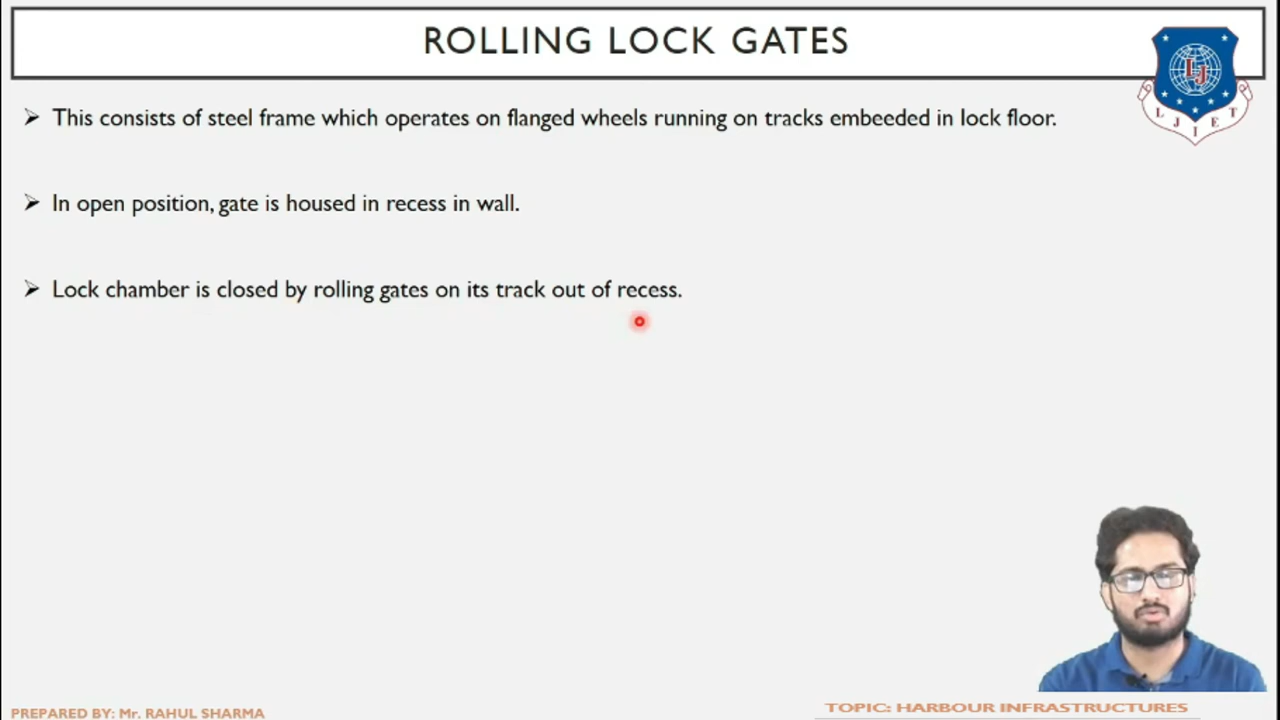 ROLLING LOCK GATES
This consists of steel frame which operates on flanged wheels running on tracks embeeded in lock floor.
In open position, gate is housed in recess in wall.
Lock chamber is closed by rolling gates on its track out of recess.
LJ
LJIET
PREPARED BY: Mr. RAHUL SHARMA
TOPIC: HARBOUR INFRASTRUCTURES